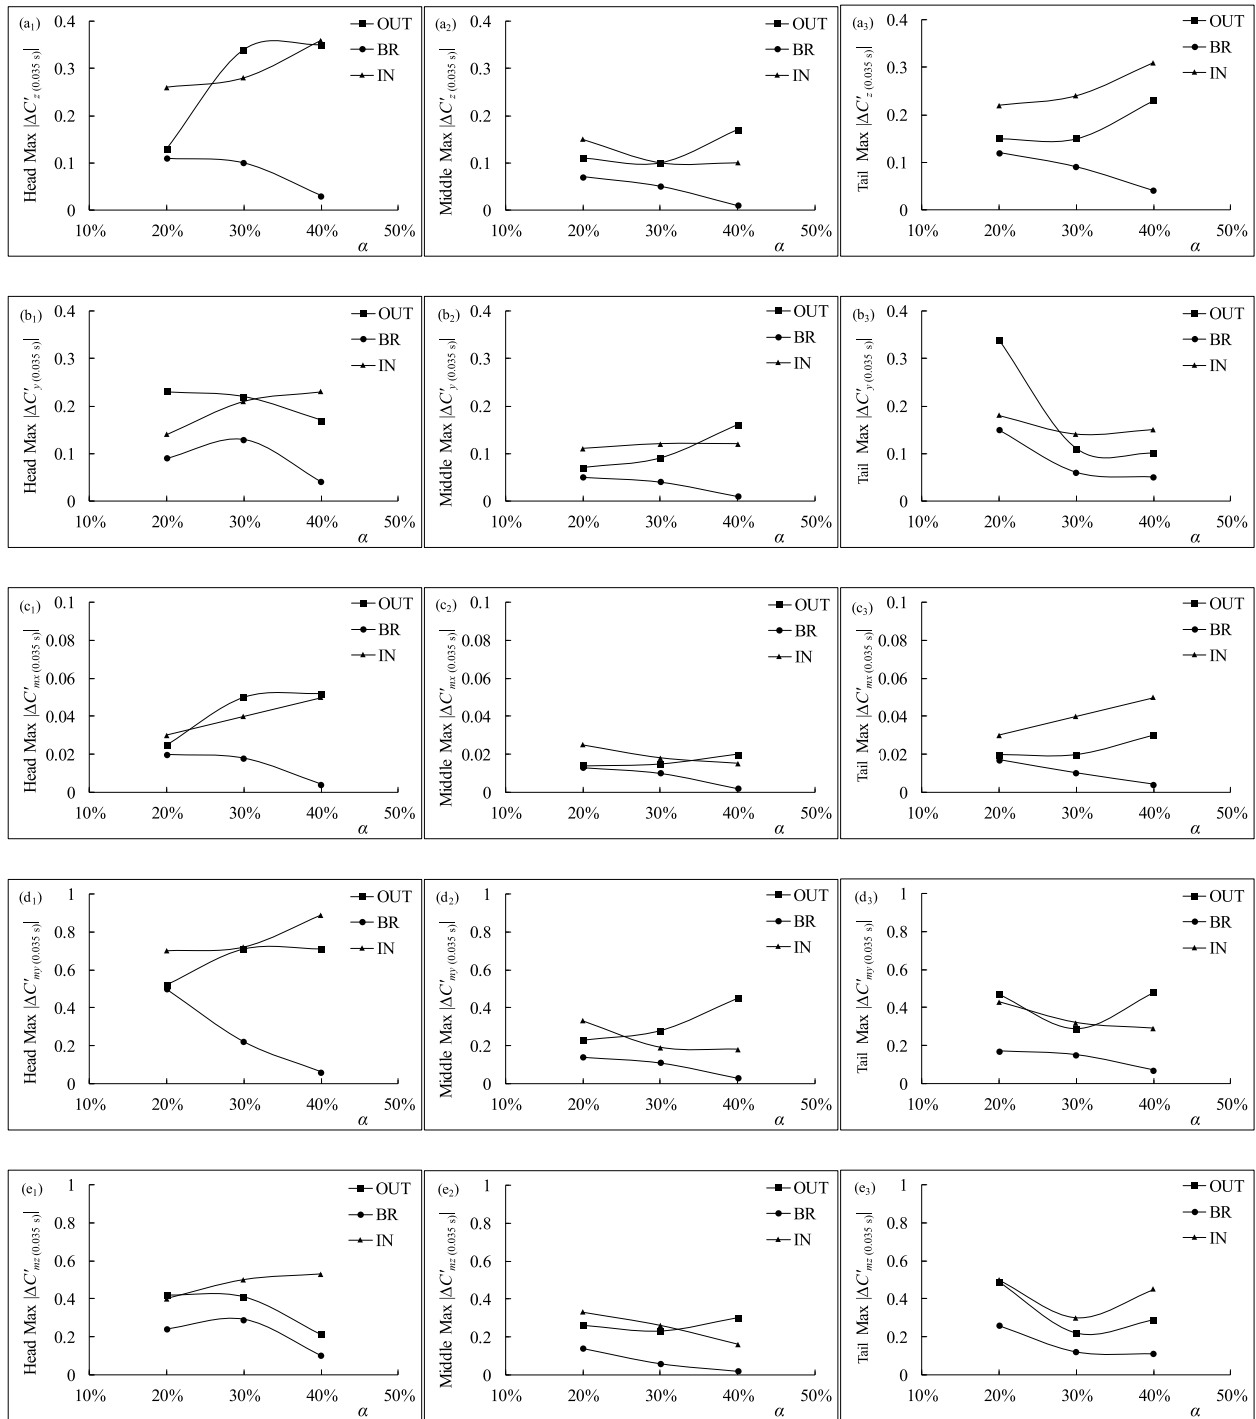 (a1) Head Max |ΔC′z (0.035 s)|
0.4
0.3
0.2
0.1
0
10% 20% 30% 40% 50%
α
OUT
BR
IN
(a2) Middle Max |ΔC′z (0.035 s)|
0.4
0.3
0.2
0.1
0
10% 20% 30% 40% 50%
α
OUT
BR
IN
(a3) Tail Max |ΔC′z (0.035 s)|
0.4
0.3
0.2
0.1
0
10% 20% 30% 40% 50%
α
OUT
BR
IN
(b1) Head Max |ΔC′y (0.035 s)|
0.4
0.3
0.2
0.1
0
10% 20% 30% 40% 50%
α
OUT
BR
IN
(b2) Middle Max |ΔC′y (0.035 s)|
0.4
0.3
0.2
0.1
0
10% 20% 30% 40% 50%
α
OUT
BR
IN
(b3) Tail Max |ΔC′y (0.035 s)|
0.4
0.3
0.2
0.1
0
10% 20% 30% 40% 50%
α
OUT
BR
IN
(c1) Head Max |ΔC′mx (0.035 s)|
0.1
0.08
0.06
0.04
0.02
0
10% 20% 30% 40% 50%
α
OUT
BR
IN
(c2) Middle Max |ΔC′mx (0.035 s)|
0.1
0.08
0.06
0.04
0.02
0
10% 20% 30% 40% 50%
α
OUT
BR
IN
(c3) Tail Max |ΔC′mx (0.035 s)|
0.1
0.08
0.06
0.04
0.02
0
10% 20% 30% 40% 50%
α
OUT
BR
IN
(d1) Head Max |ΔC′my (0.035 s)|
1
0.8
0.6
0.4
0.2
0
10% 20% 30% 40% 50%
α
OUT
BR
IN
(d2) Middle Max |ΔC′my (0.035 s)|
1
0.8
0.6
0.4
0.2
0
10% 20% 30% 40% 50%
α
OUT
BR
IN
(d3) Tail Max |ΔC′my (0.035 s)|
1
0.8
0.6
0.4
0.2
0
10% 20% 30% 40% 50%
α
OUT
BR
IN
(e1) Head Max |ΔC′mz (0.035 s)|
1
0.8
0.6
0.4
0.2
0
10% 20% 30% 40% 50%
α
OUT
BR
IN
(e2) Middle Max |ΔC′mz (0.035 s)|
1
0.8
0.6
0.4
0.2
0
10% 20% 30% 40% 50%
α
OUT
BR
IN
(e3) Tail Max |ΔC′mz (0.035 s)|
1
0.8
0.6
0.4
0.2
0
10% 20% 30% 40% 50%
α
OUT
BR
IN